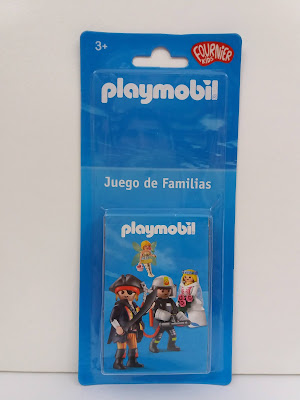 3+
FOURNIER
KIDS
playmobil
Juego de Familias
playmobil